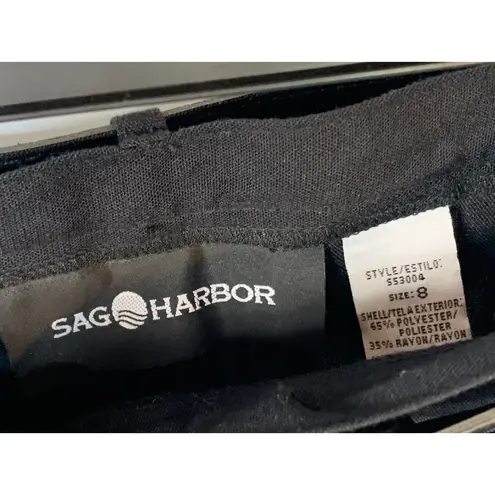 SAG HARBOR
STYLE/ESTILO:
SS3004
SIZE: 8
SHELL/TELA EXTERIOR:
65% POLYESTER/
POLIESTER
35% RAYON/RAYON